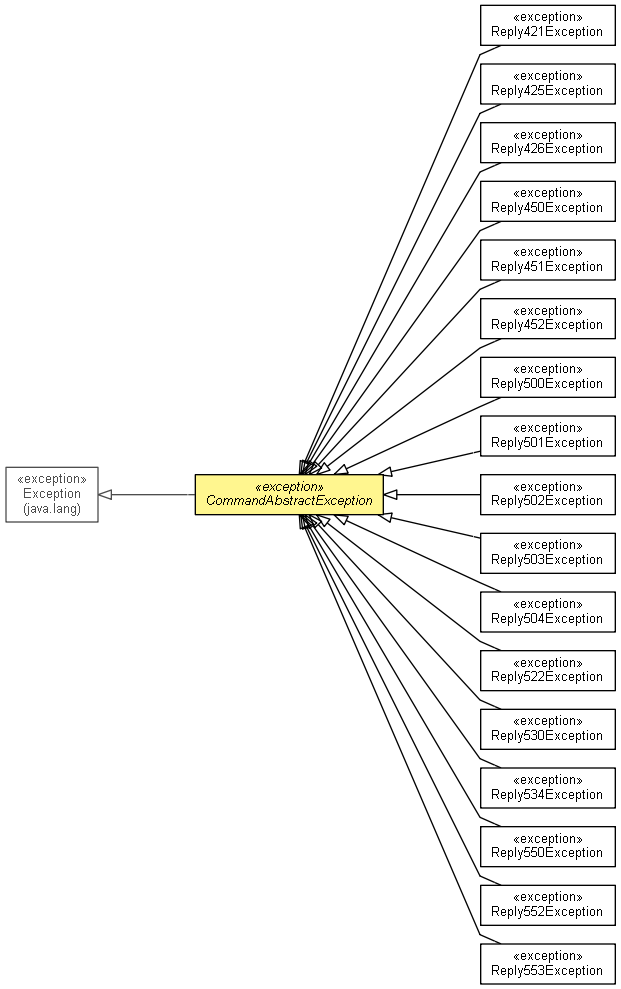 «exception»
Reply421Exception
«exception»
Reply425Exception
«exception»
Reply426Exception
«exception»
Reply450Exception
«exception»
Reply451Exception
«exception»
Reply452Exception
«exception»
Reply500Exception
«exception»
Reply501Exception
«exception»
Exception
(java.lang)
«exception»
CommandAbstractException
«exception»
Reply502Exception
«exception»
Reply503Exception
«exception»
Reply504Exception
«exception»
Reply522Exception
«exception»
Reply530Exception
«exception»
Reply534Exception
«exception»
Reply550Exception
«exception»
Reply552Exception
«exception»
Reply553Exception